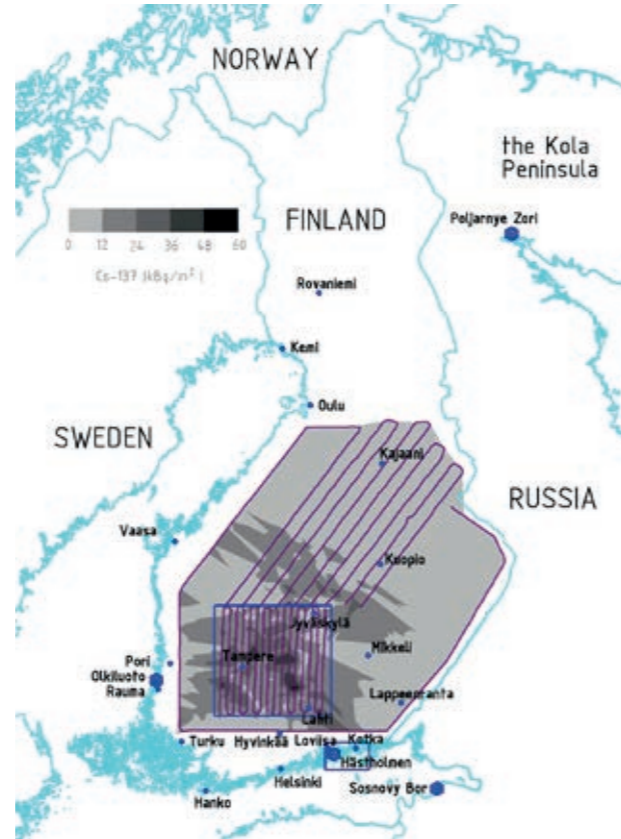 NORWAY
the Kola
Peninsula
FINLAND
Poljarnye Zori
0 12 24 36 48 60
Cs-137 (kBq/m²)
Rovaniemi
Kemi
Oulu
SWEDEN
Kajaani
RUSSIA
Vaasa
Kuopio
Jyväskylä
Tampere
Mikkeli
Pori
Olkiluoto
Rauma
Lappeenranta
Lahti
Turku
Hyvinkää
Loviisa
Kotka
Hästholmen
Helsinki
Sosnovy Bor
Hanko